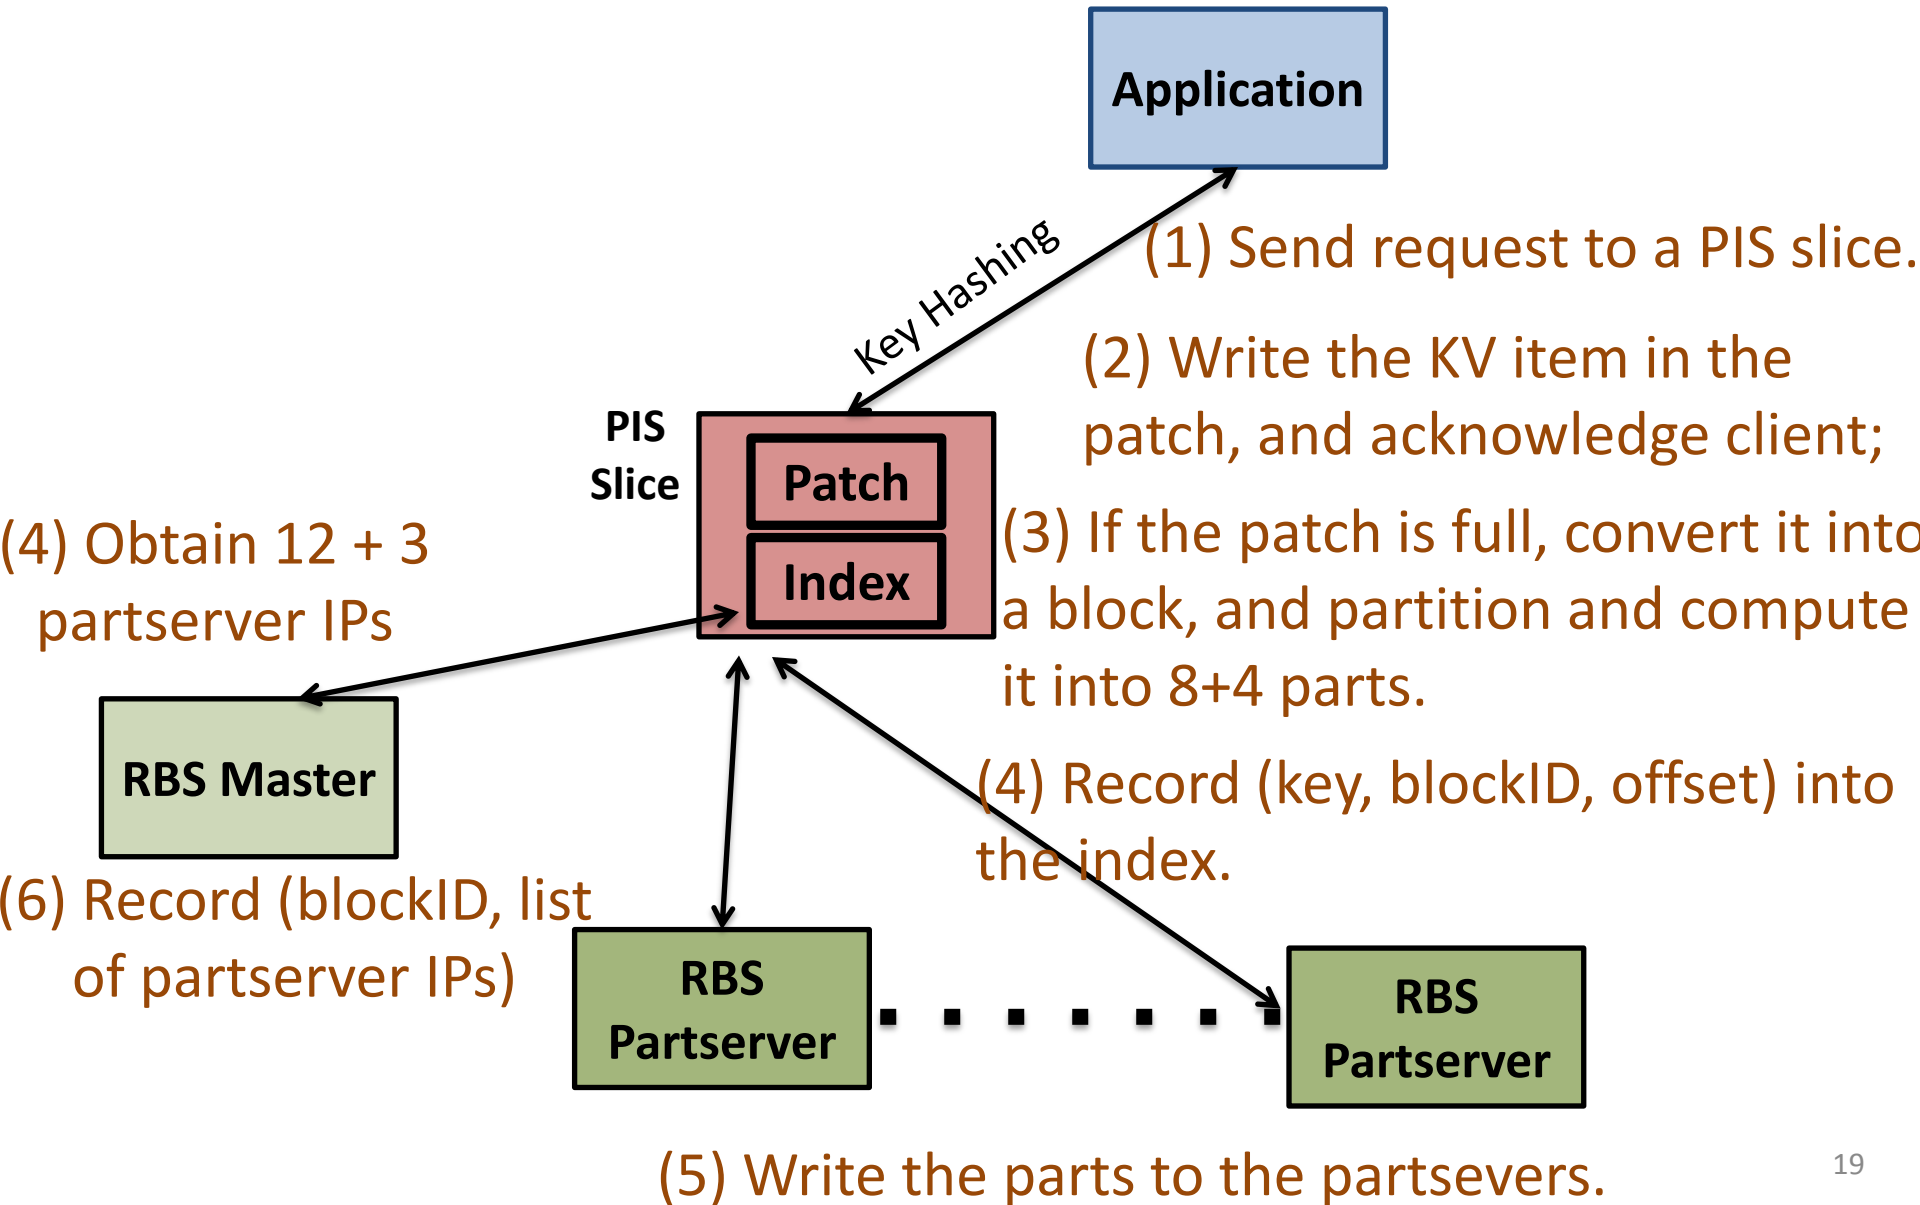 Application
Key Hashing
(1) Send request to a PIS slice.
(2) Write the KV item in the
patch, and acknowledge client;
PIS
Slice
Patch
Index
(3) If the patch is full, convert it into
a block, and partition and compute
it into 8+4 parts.
(4) Obtain 12 + 3
partserver IPs
RBS Master
(4) Record (key, blockID, offset) into
the index.
(6) Record (blockID, list
of partserver IPs)
RBS
Partserver
RBS
Partserver
(5) Write the parts to the partsevers.
19